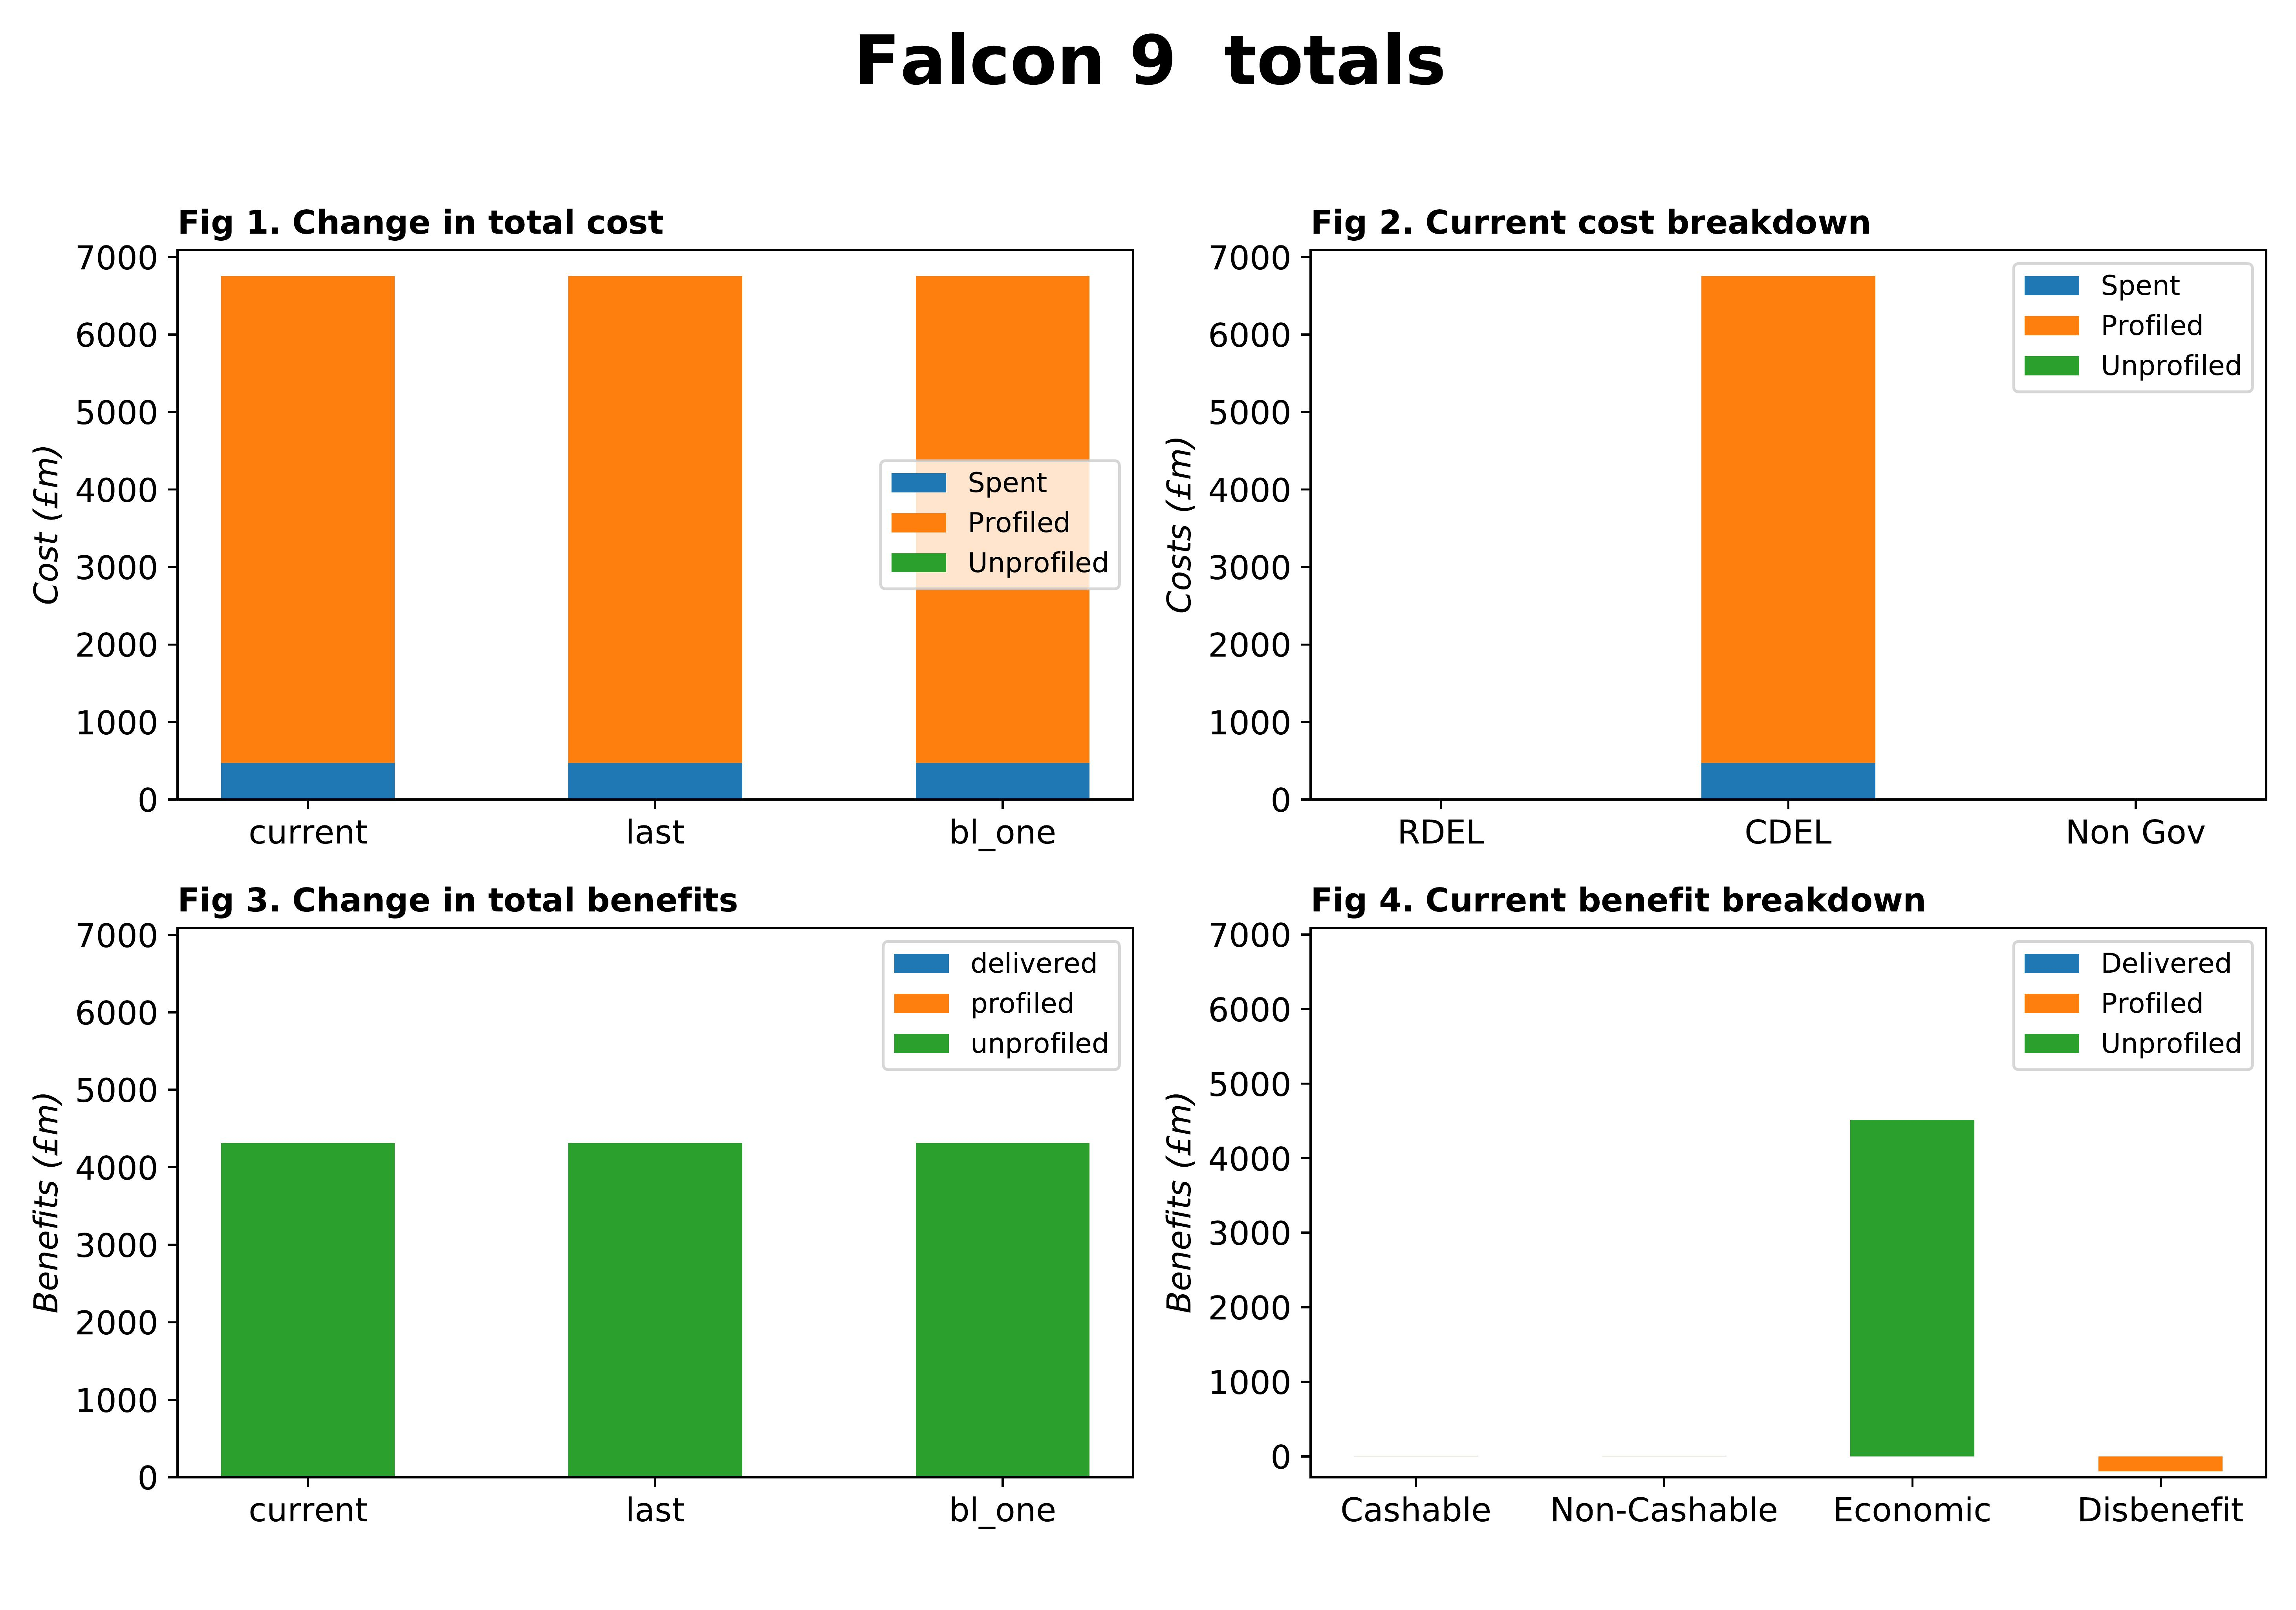 Falcon 9  totals
Fig 1. Change in total cost
7000
6000
5000
4000
3000
2000
1000
0
Cost (£m)
Spent
Profiled
Unprofiled
current last bl_one
Fig 2. Current cost breakdown
7000
6000
5000
4000
3000
2000
1000
0
Costs (£m)
Spent
Profiled
Unprofiled
RDEL CDEL Non Gov
Fig 3. Change in total benefits
7000
6000
5000
4000
3000
2000
1000
0
Benefits (£m)
delivered
profiled
unprofiled
current last bl_one
Fig 4. Current benefit breakdown
7000
6000
5000
4000
3000
2000
1000
0
Benefits (£m)
Delivered
Profiled
Unprofiled
Cashable Non-Cashable Economic Disbenefit